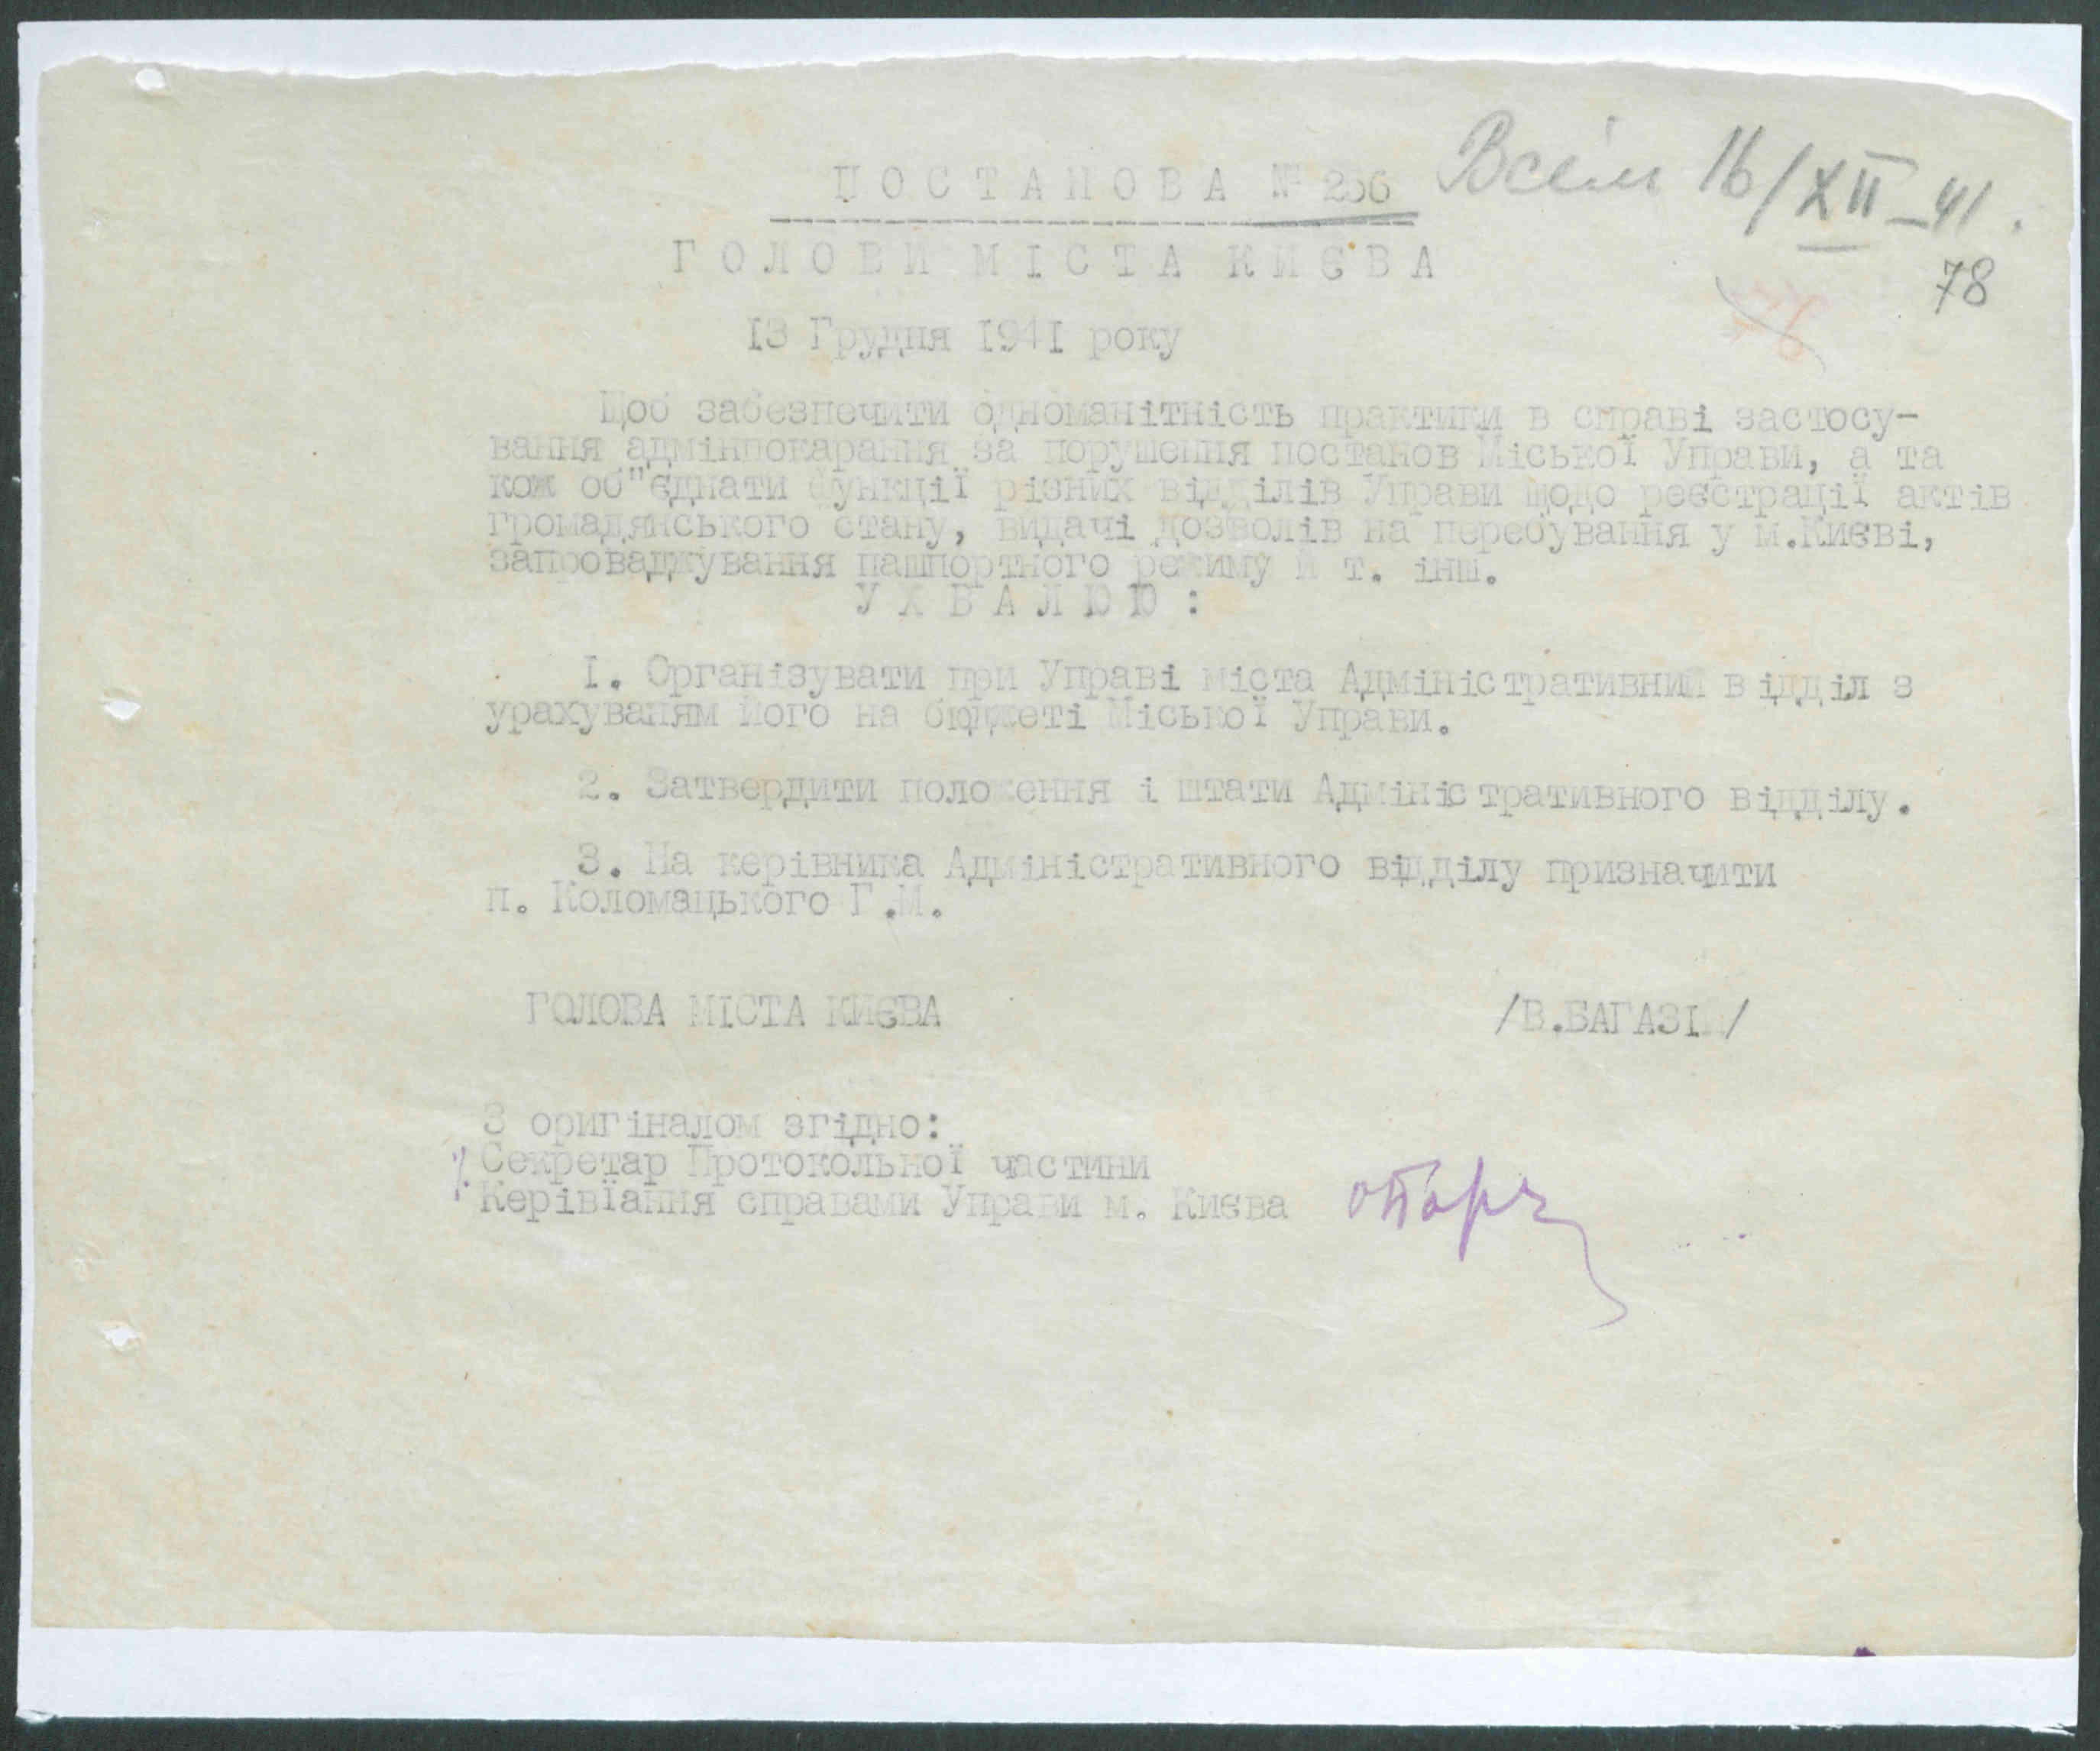 ПОСТАНОВА № 256
Всім 16/XII-41.
ГОЛОВИ МІСТА КИЄВА
78
13 Грудня 1941 року
Щоб забезпечити одноманітність практики в справі застосу-
вання адмінпокарання за порушення постанов Міської Управи, а та
кож об"єднати функції різних відділів Управи щодо реєстрації актів
громадянського стану, видачі дозволів на перебування у м.Києві,
запроваджування пашпортного режиму й т. інш.
УХВАЛЮЮ:
1. Організувати при Управі міста Адміністративний відділ з
урахуваням його на бюджеті Міської Управи.
2. Затвердити положення і штати Адміністративного відділу.
3. На керівника Адміністративного відділу призначити
п. Коломацького Г.М.
ГОЛОВА МІСТА КИЄВА /В.БАГАЗІЙ/
З оригіналом згідно:
Секретар Протокольної частини
Керівїання справами Управи м. Києва